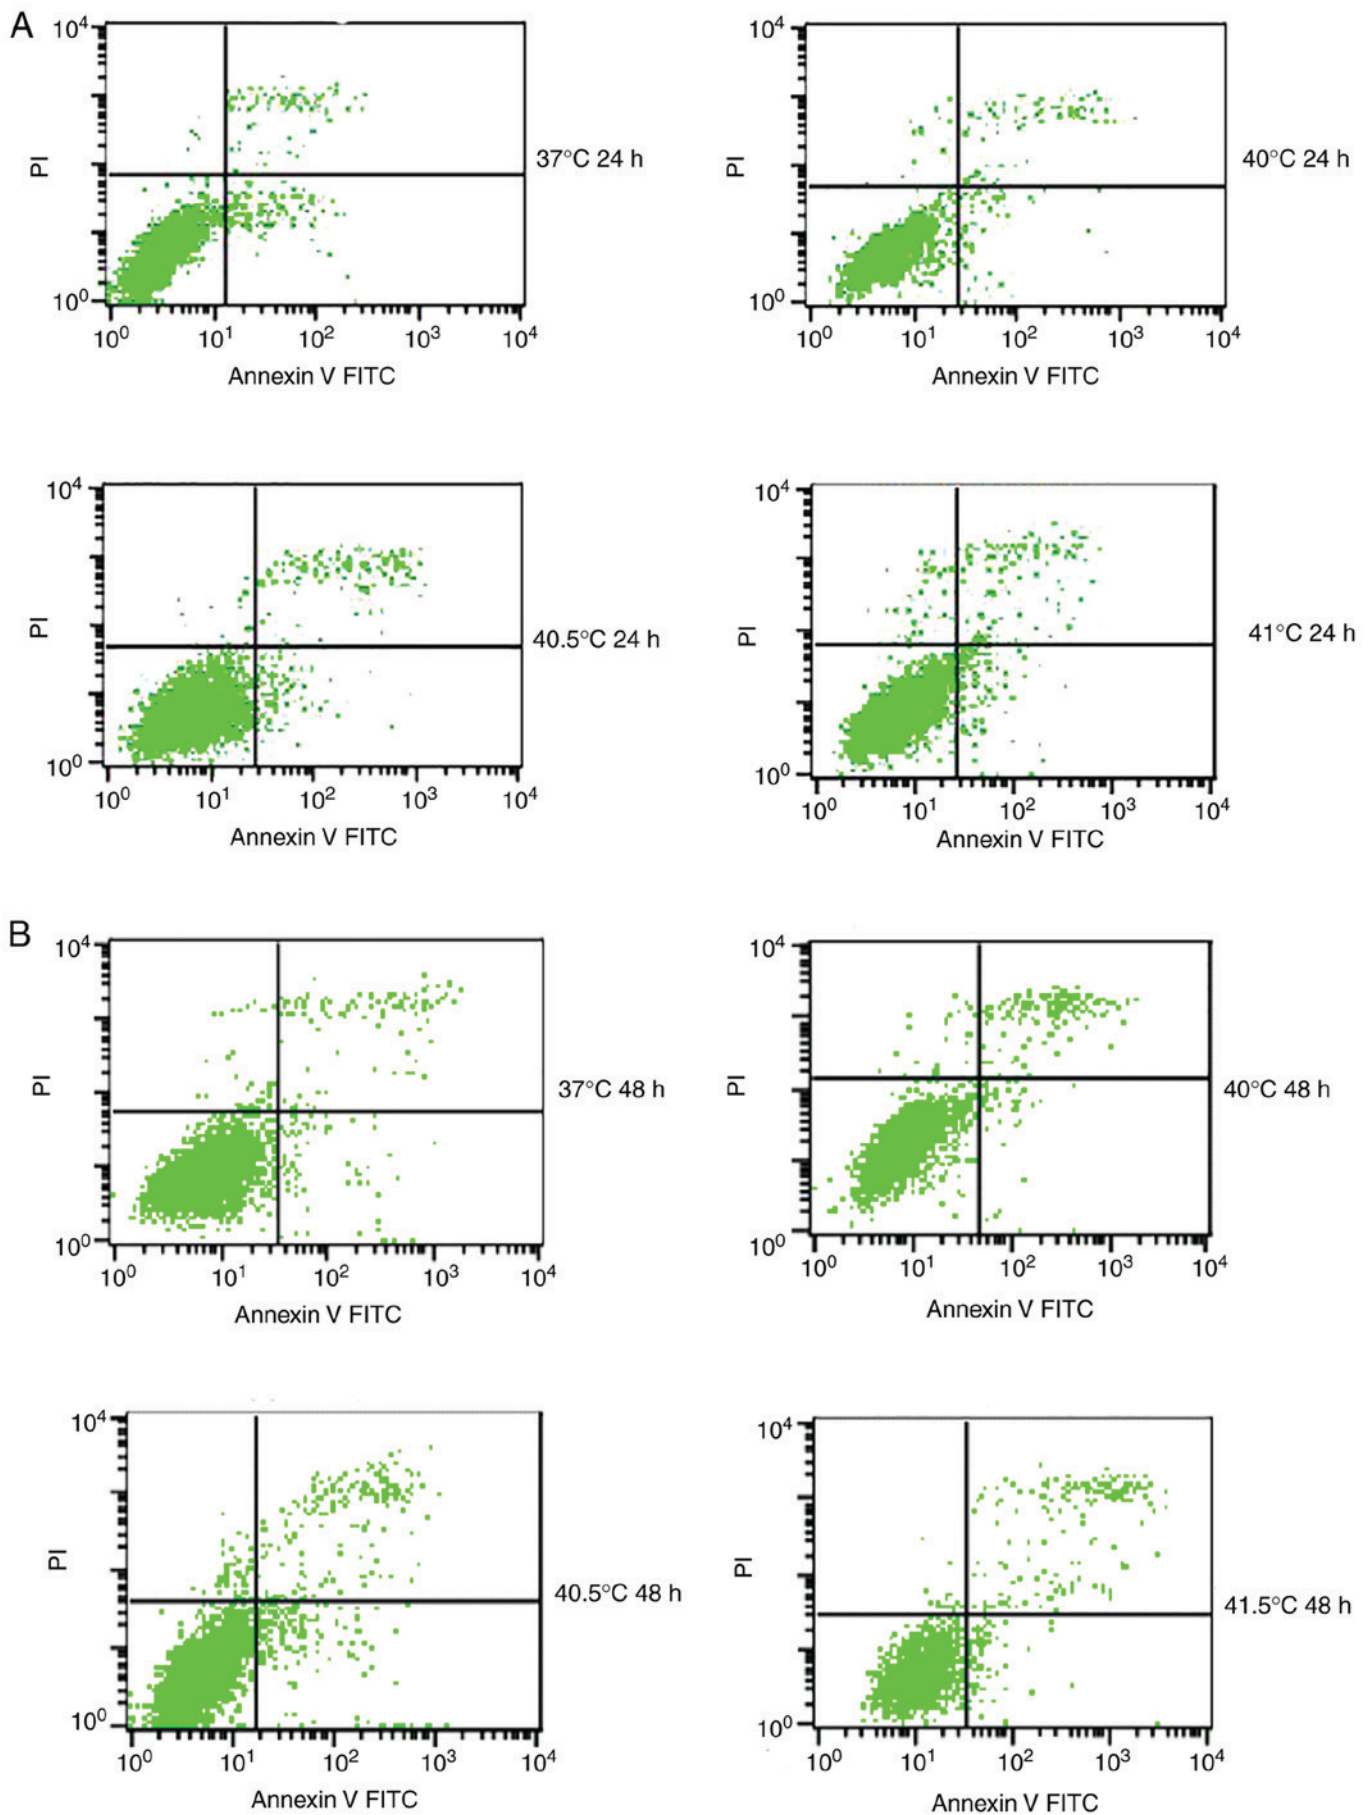 A
10⁴ 10⁴
PI 37°C 24 h PI 40°C 24 h
10⁰ 10⁰
10⁰ 10¹ 10² 10³ 10⁴ 10⁰ 10¹ 10² 10³ 10⁴
Annexin V FITC Annexin V FITC
10⁴ 10⁴
PI 40.5°C 24 h PI 41°C 24 h
10⁰ 10⁰
10⁰ 10¹ 10² 10³ 10⁴ 10⁰ 10¹ 10² 10³ 10⁴
Annexin V FITC Annexin V FITC
B
10⁴ 10⁴
PI 37°C 48 h PI 40°C 48 h
10⁰ 10⁰
10⁰ 10¹ 10² 10³ 10⁴ 10⁰ 10¹ 10² 10³ 10⁴
Annexin V FITC Annexin V FITC
10⁴ 10⁴
PI 40.5°C 48 h PI 41.5°C 48 h
10⁰ 10⁰
10⁰ 10¹ 10² 10³ 10⁴ 10⁰ 10¹ 10² 10³ 10⁴
Annexin V FITC Annexin V FITC